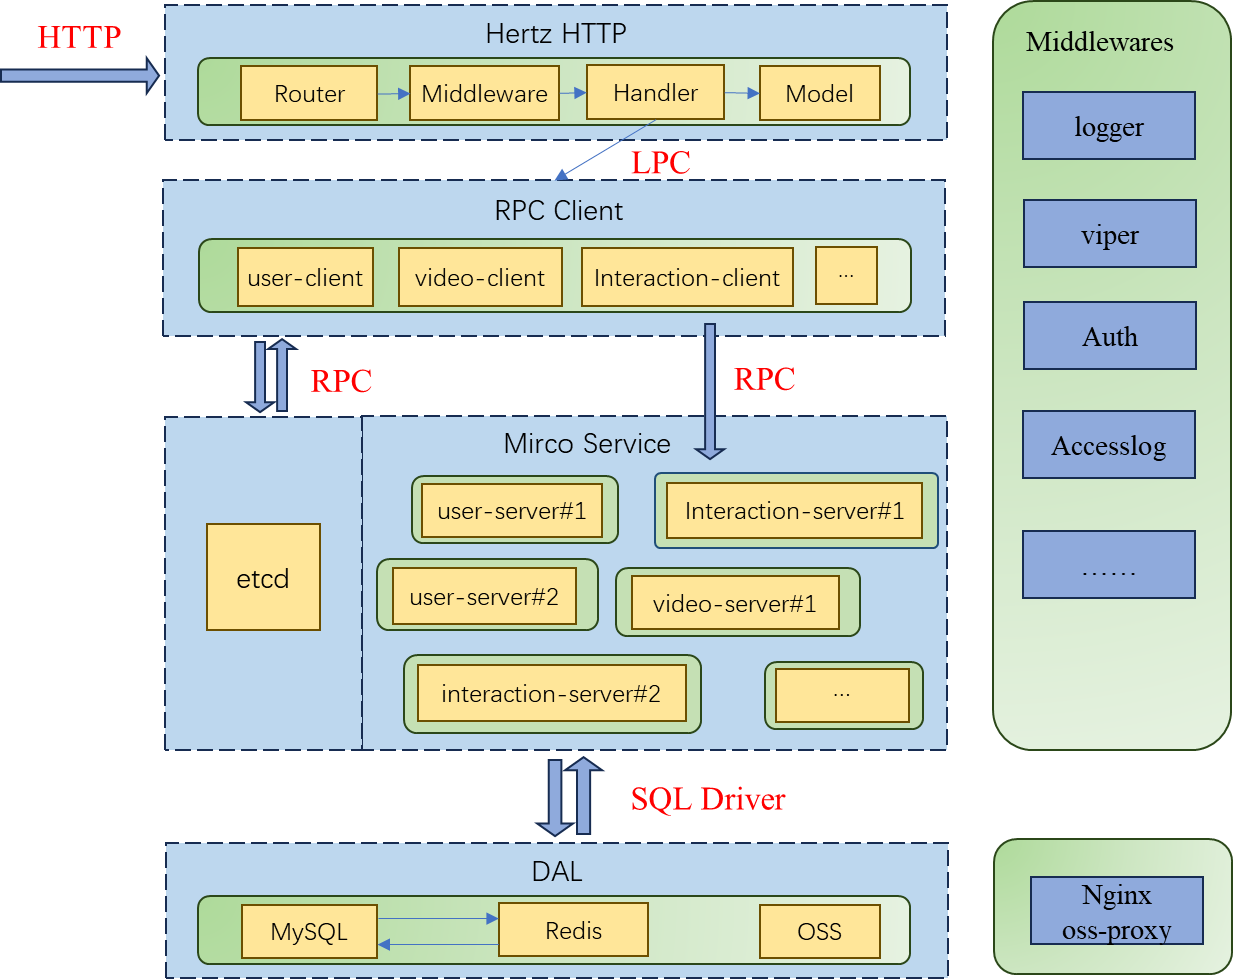 HTTP
Hertz HTTP
Router
Middleware
Handler
Model
LPC
RPC Client
user-client
video-client
Interaction-client
...
RPC
RPC
Mirco Service
etcd
user-server#1
Interaction-server#1
user-server#2
video-server#1
interaction-server#2
...
SQL Driver
DAL
MySQL
Redis
OSS
Middlewares
logger
viper
Auth
Accesslog
……
Nginx
oss-proxy